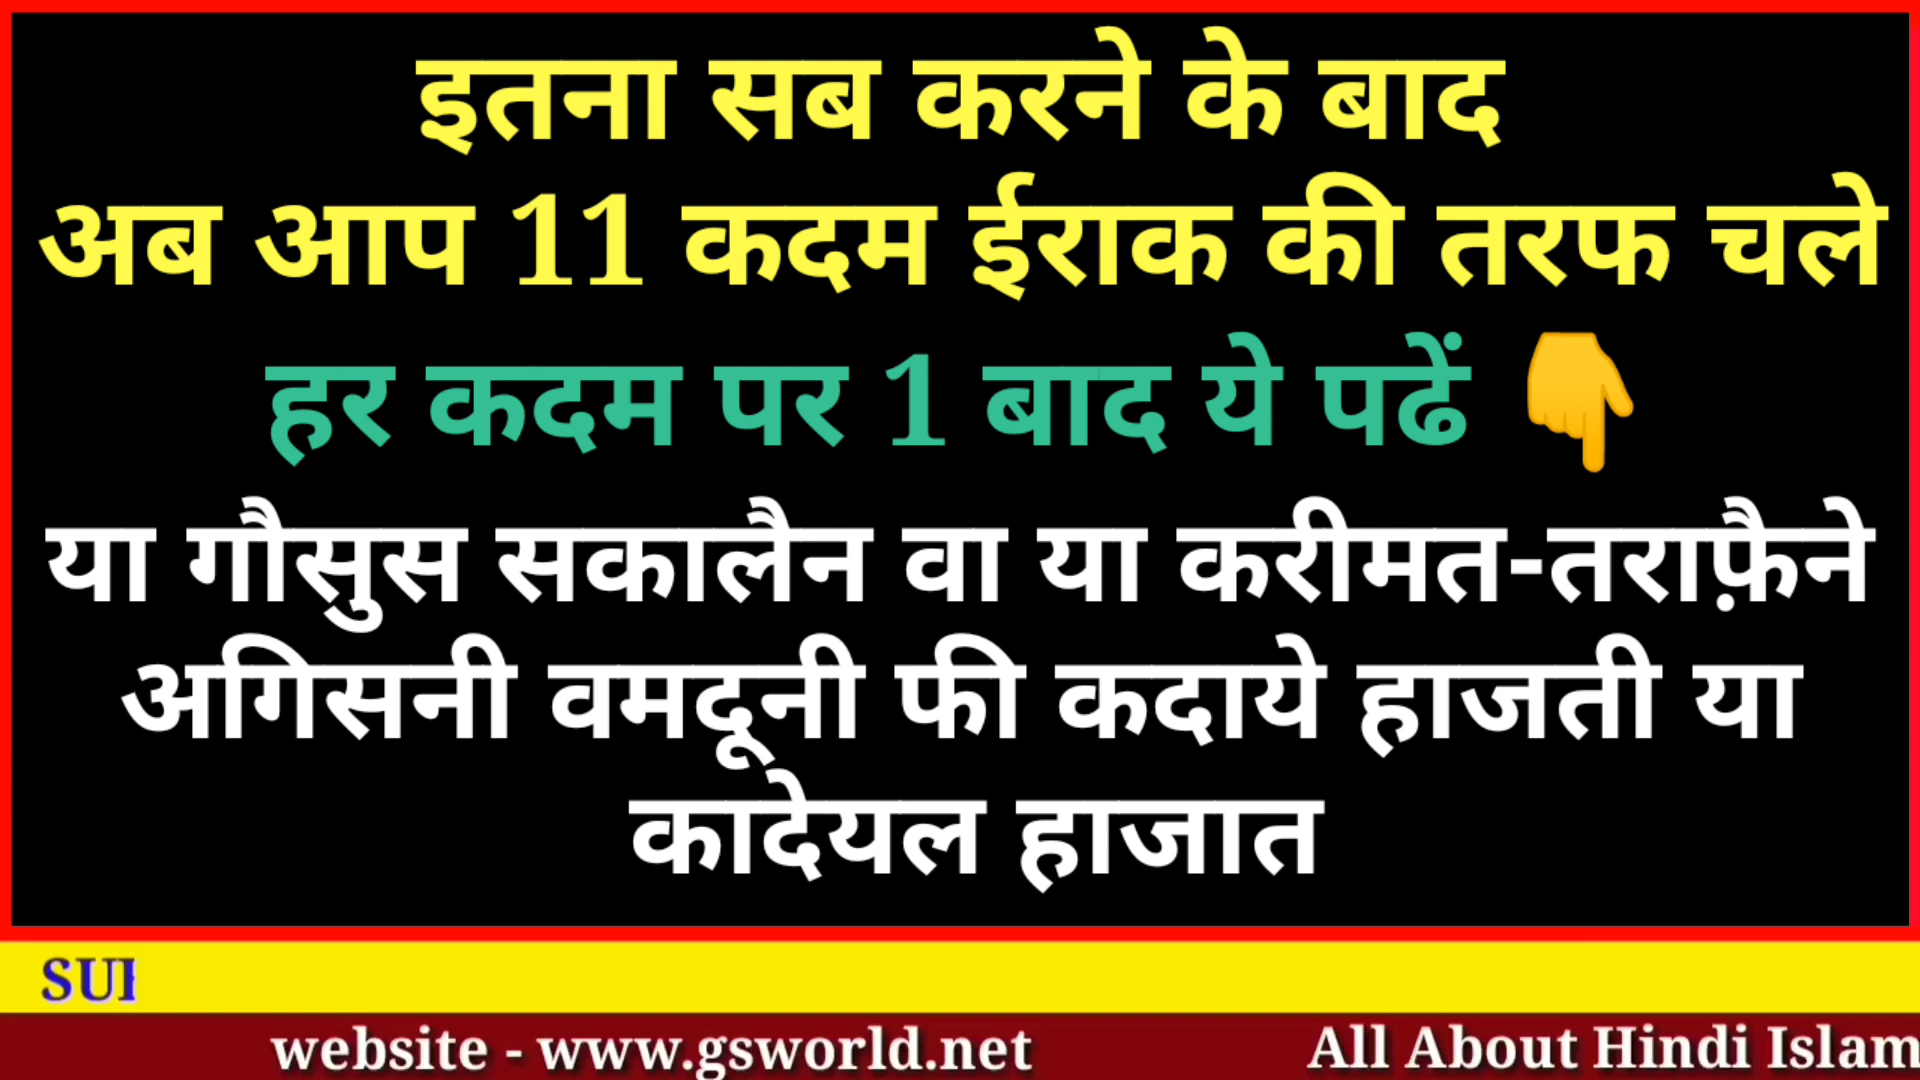 इतना सब करने के बाद
अब आप 11 कदम ईराक की तरफ चले
हर कदम पर 1 बाद ये पढें 👇
या गौसुस सकालैन वा या करीमत-तराफ़ैने
अगिसनी वमदूनी फी कदाये हाजती या
कादेयल हाजात
website - www.gsworld.net All About Hindi Islam